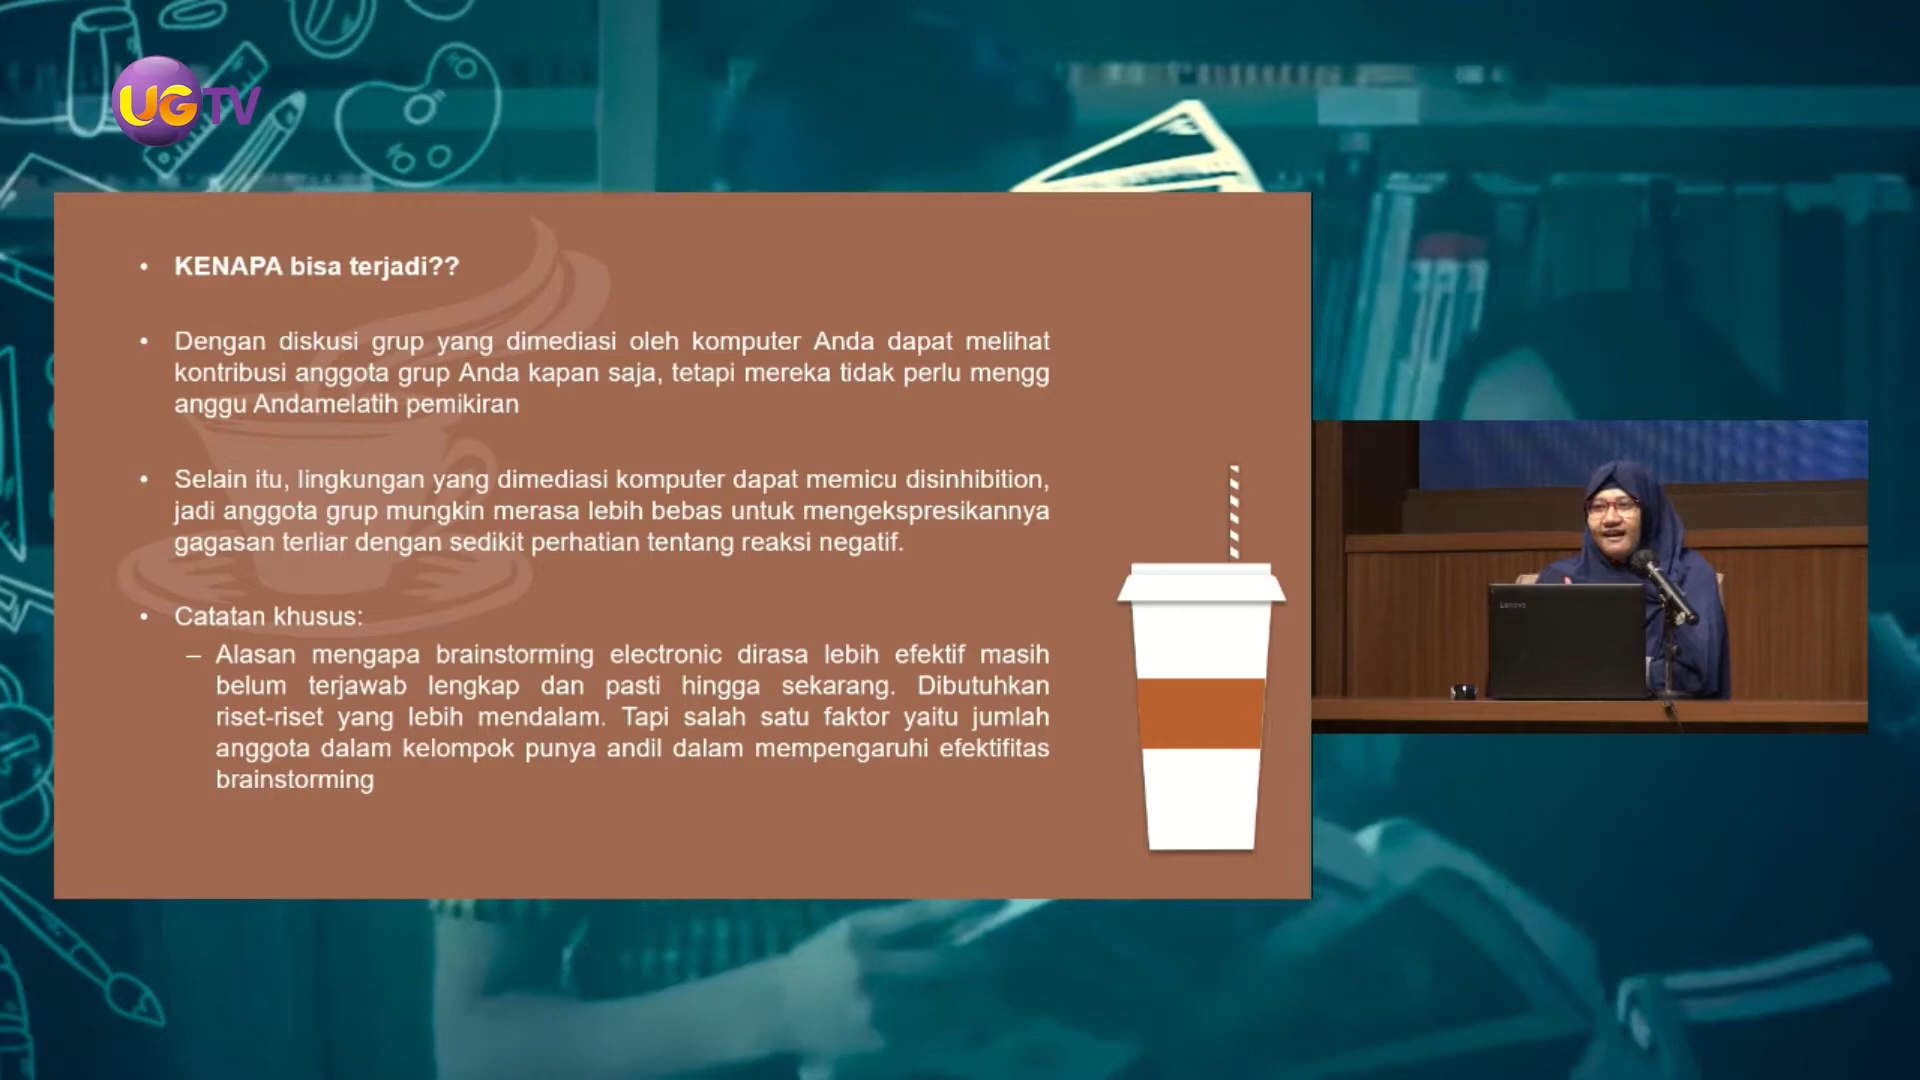 UGTV
• KENAPA bisa terjadi??
• Dengan diskusi grup yang dimediasi oleh komputer Anda dapat melihat
kontribusi anggota grup Anda kapan saja, tetapi mereka tidak perlu mengg
anggu Andamelatih pemikiran
• Selain itu, lingkungan yang dimediasi komputer dapat memicu disinhibition,
jadi anggota grup mungkin merasa lebih bebas untuk mengekspresikannya
gagasan terliar dengan sedikit perhatian tentang reaksi negatif.
• Catatan khusus:
– Alasan mengapa brainstorming electronic dirasa lebih efektif masih
belum terjawab lengkap dan pasti hingga sekarang. Dibutuhkan
riset-riset yang lebih mendalam. Tapi salah satu faktor yaitu jumlah
anggota dalam kelompok punya andil dalam mempengaruhi efektifitas
brainstorming
Lenovo